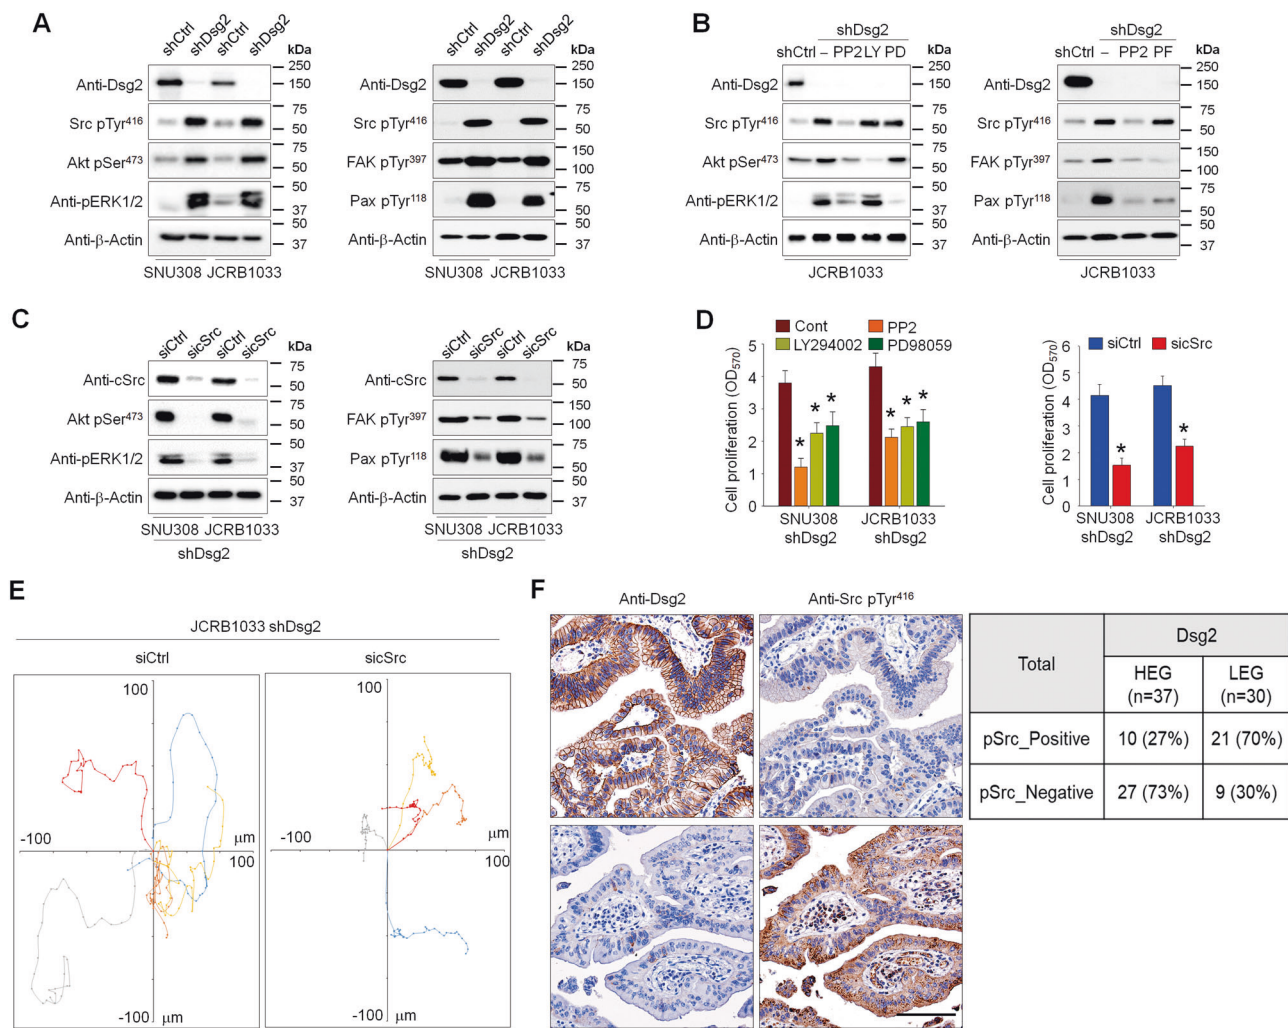 A
shCtrl shDsg2 shCtrl shDsg2 kDa
Anti-Dsg2 250 150
Src pTyr416 75 50
Akt pSer473 75 50
Anti-pERK1/2 50 37
Anti-β-Actin 50 37
SNU308 JCRB1033
shCtrl shDsg2 shCtrl shDsg2 kDa
Anti-Dsg2 250 150
Src pTyr416 75 50
FAK pTyr397 150 100
Pax pTyr118 75 50
Anti-β-Actin 50 37
SNU308 JCRB1033
B
shDsg2
shCtrl – PP2 LY PD kDa
Anti-Dsg2 250 150
Src pTyr416 75 50
Akt pSer473 75 50
Anti-pERK1/2 50 37
Anti-β-Actin 50 37
JCRB1033
shDsg2
shCtrl – PP2 PF kDa
Anti-Dsg2 250 150
Src pTyr416 75 50
FAK pTyr397 150 100
Pax pTyr118 75 50
Anti-β-Actin 50 37
JCRB1033
C
siCtrl sicSrc siCtrl sicSrc kDa
Anti-cSrc 75 50
Akt pSer473 75 50
Anti-pERK1/2 50 37
Anti-β-Actin 50 37
SNU308 JCRB1033
shDsg2
siCtrl sicSrc siCtrl sicSrc kDa
Anti-cSrc 75 50
FAK pTyr397 150 100
Pax pTyr118 75 50
Anti-β-Actin 50 37
SNU308 JCRB1033
shDsg2
D
Cont PP2
LY294002 PD98059
Cell proliferation (OD570)
5
4
3
2
1
0
* * * * * *
SNU308 JCRB1033
shDsg2 shDsg2
siCtrl sicSrc
Cell proliferation (OD570)
6
5
4
3
2
1
0
* *
SNU308 JCRB1033
shDsg2 shDsg2
E
JCRB1033 shDsg2
siCtrl sicSrc
100
-100 μm
100
-100 μm
100
-100 μm
100
-100 μm
F
Anti-Dsg2 Anti-Src pTyr416
Total Dsg2
HEG (n=37) LEG (n=30)
pSrc_Positive 10 (27%) 21 (70%)
pSrc_Negative 27 (73%) 9 (30%)